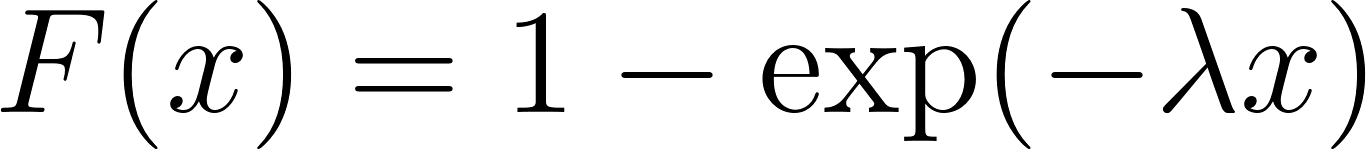 F(x) = 1 − exp(−λx)